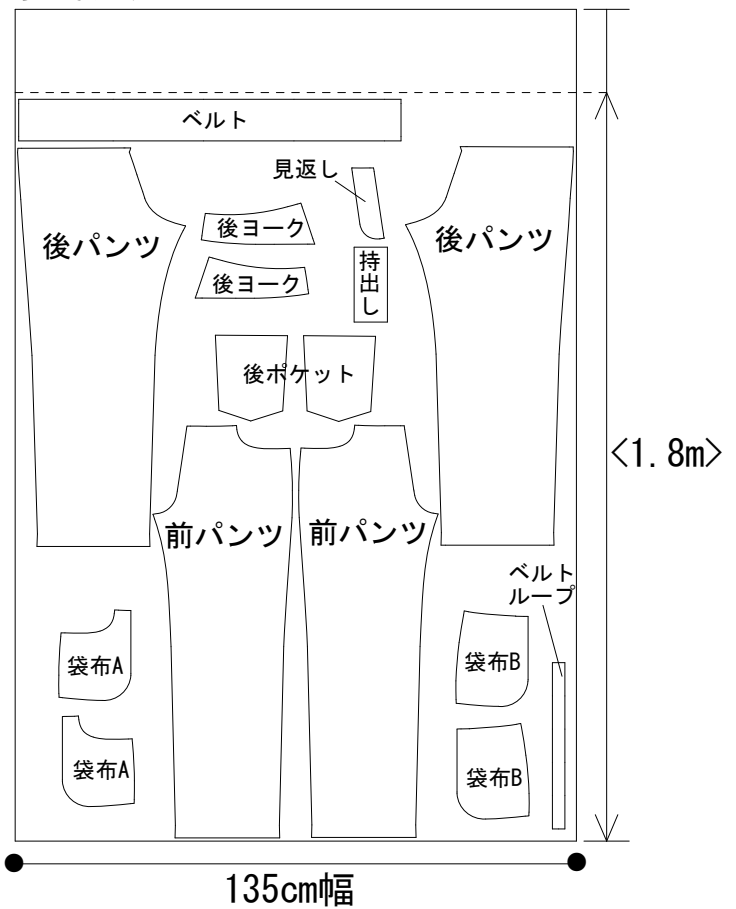 ベルト
見返し
後パンツ
後ヨーク
後パンツ
後ヨーク
持出し
後ポケット
<1.8m>
前パンツ
前パンツ
ベルト
ループ
袋布A
袋布B
袋布A
袋布B
135cm幅